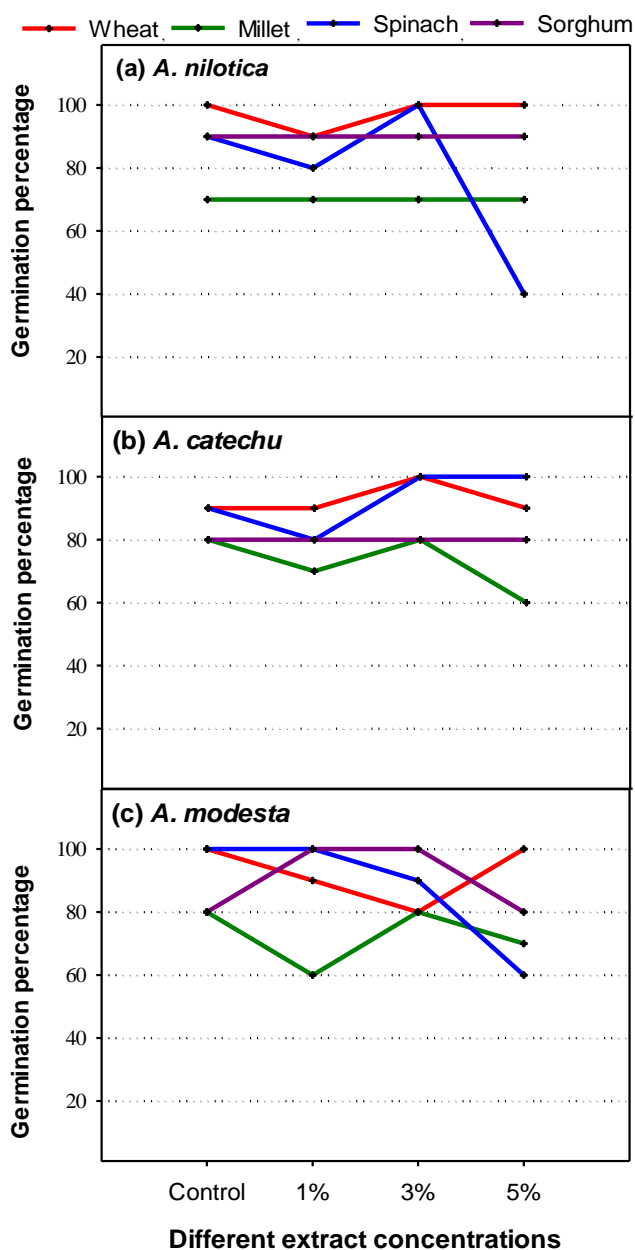 Wheat, Millet, Spinach, Sorghum
(a) A. nilotica
Germination percentage
100
80
60
40
20
(b) A. catechu
Germination percentage
100
80
60
40
20
(c) A. modesta
Germination percentage
100
80
60
40
20
Control 1% 3% 5%
Different extract concentrations